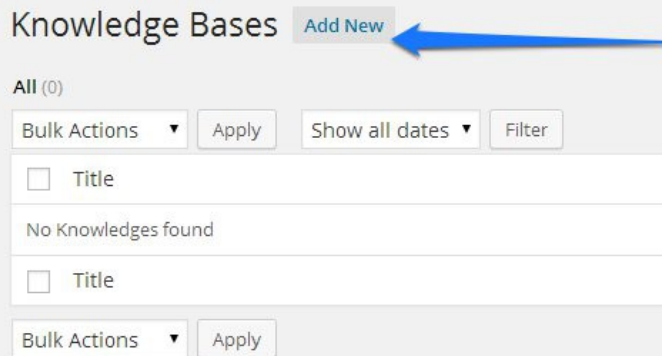 Knowledge Bases Add New
All (0)
Bulk Actions Apply Show all dates Filter
Title
No Knowledges found
Title
Bulk Actions Apply